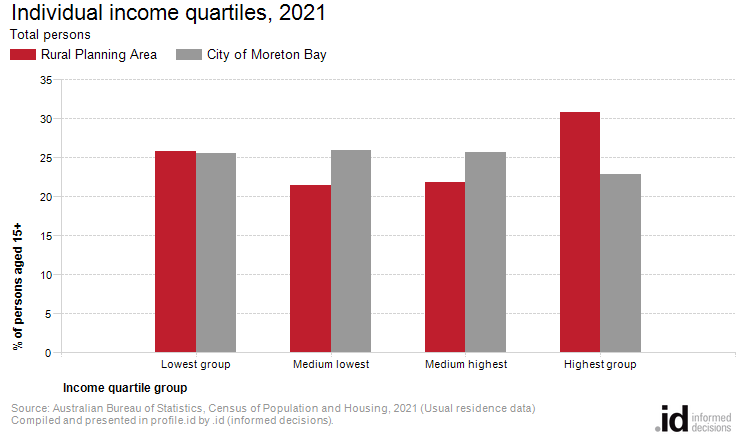 Individual income quartiles, 2021
Total persons
Rural Planning Area
City of Moreton Bay
35
30
25
20
15
10
5
0
% of persons aged 15+
Lowest group
Medium lowest
Medium highest
Highest group
Income quartile group
Source: Australian Bureau of Statistics, Census of Population and Housing, 2021 (Usual residence data)
Compiled and presented in profile.id by .id (informed decisions).
.id informed
decisions